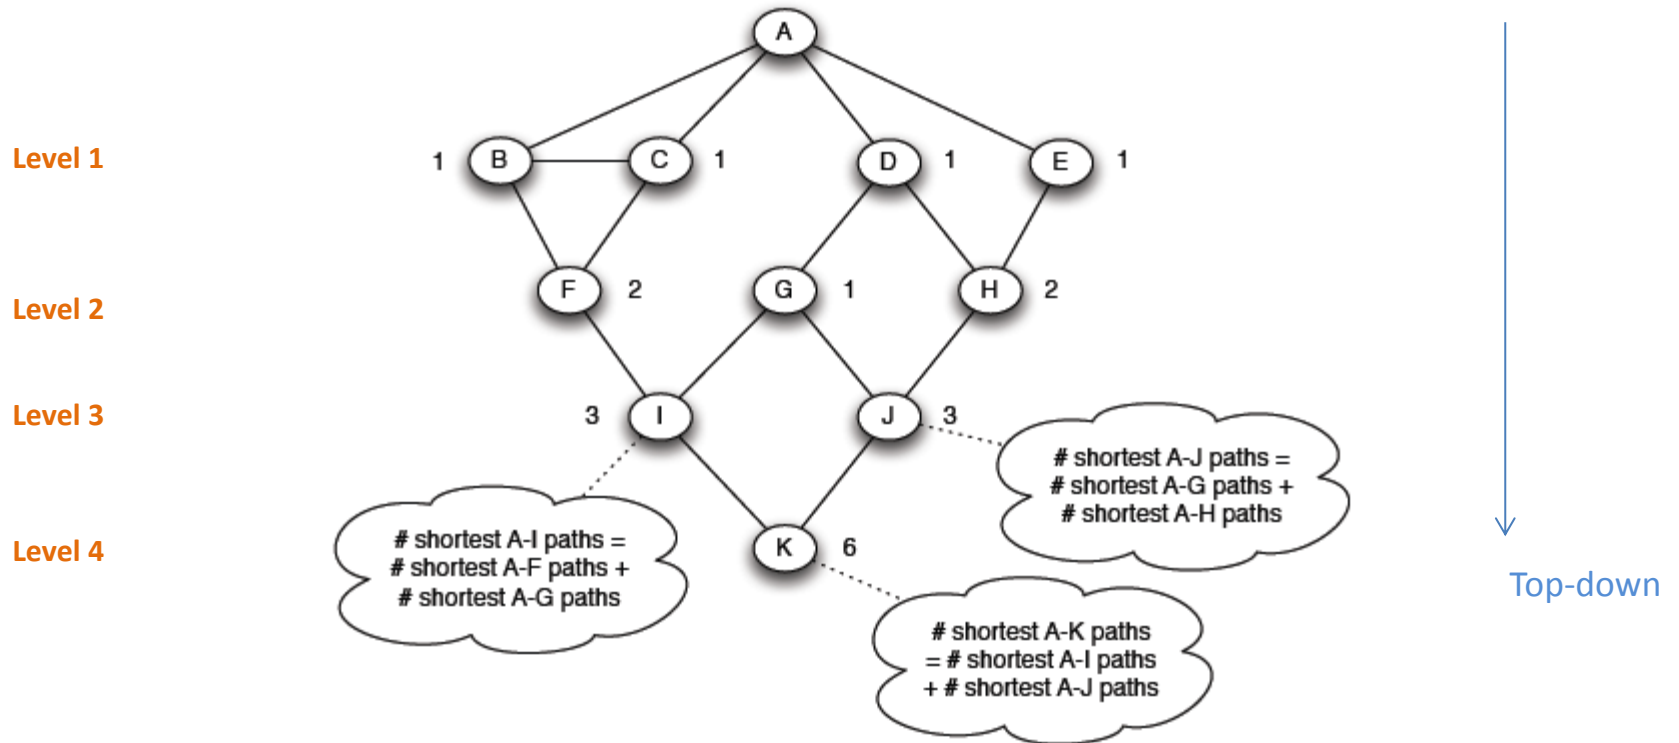 A
Level 1
1 B C 1 D 1 E 1
Level 2
F 2 G 1 H 2
Level 3
3 I J 3
# shortest A-J paths =
# shortest A-G paths +
# shortest A-H paths
Level 4
# shortest A-I paths =
# shortest A-F paths +
# shortest A-G paths
K 6
Top-down
# shortest A-K paths
= # shortest A-I paths
+ # shortest A-J paths